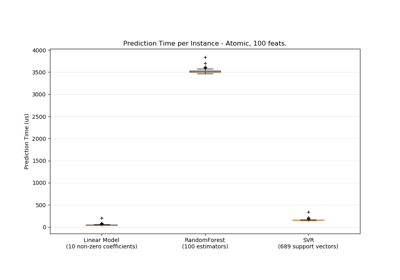 Prediction Time per Instance - Atomic, 100 feats.
4000
3500
3000
2500
2000
1500
1000
500
0
Prediction Time (us)
Linear Model
(10 non-zero coefficients)
RandomForest
(100 estimators)
SVR
(689 support vectors)